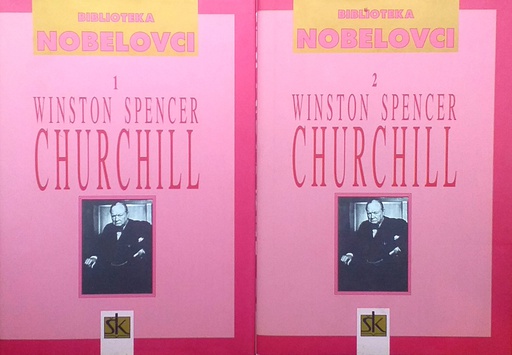 BIBLIOTEKA
NOBELOVCI
1
WINSTON SPENCER
CHURCHILL
SK
BIBLIOTEKA
NOBELOVCI
2
WINSTON SPENCER
CHURCHILL
SK